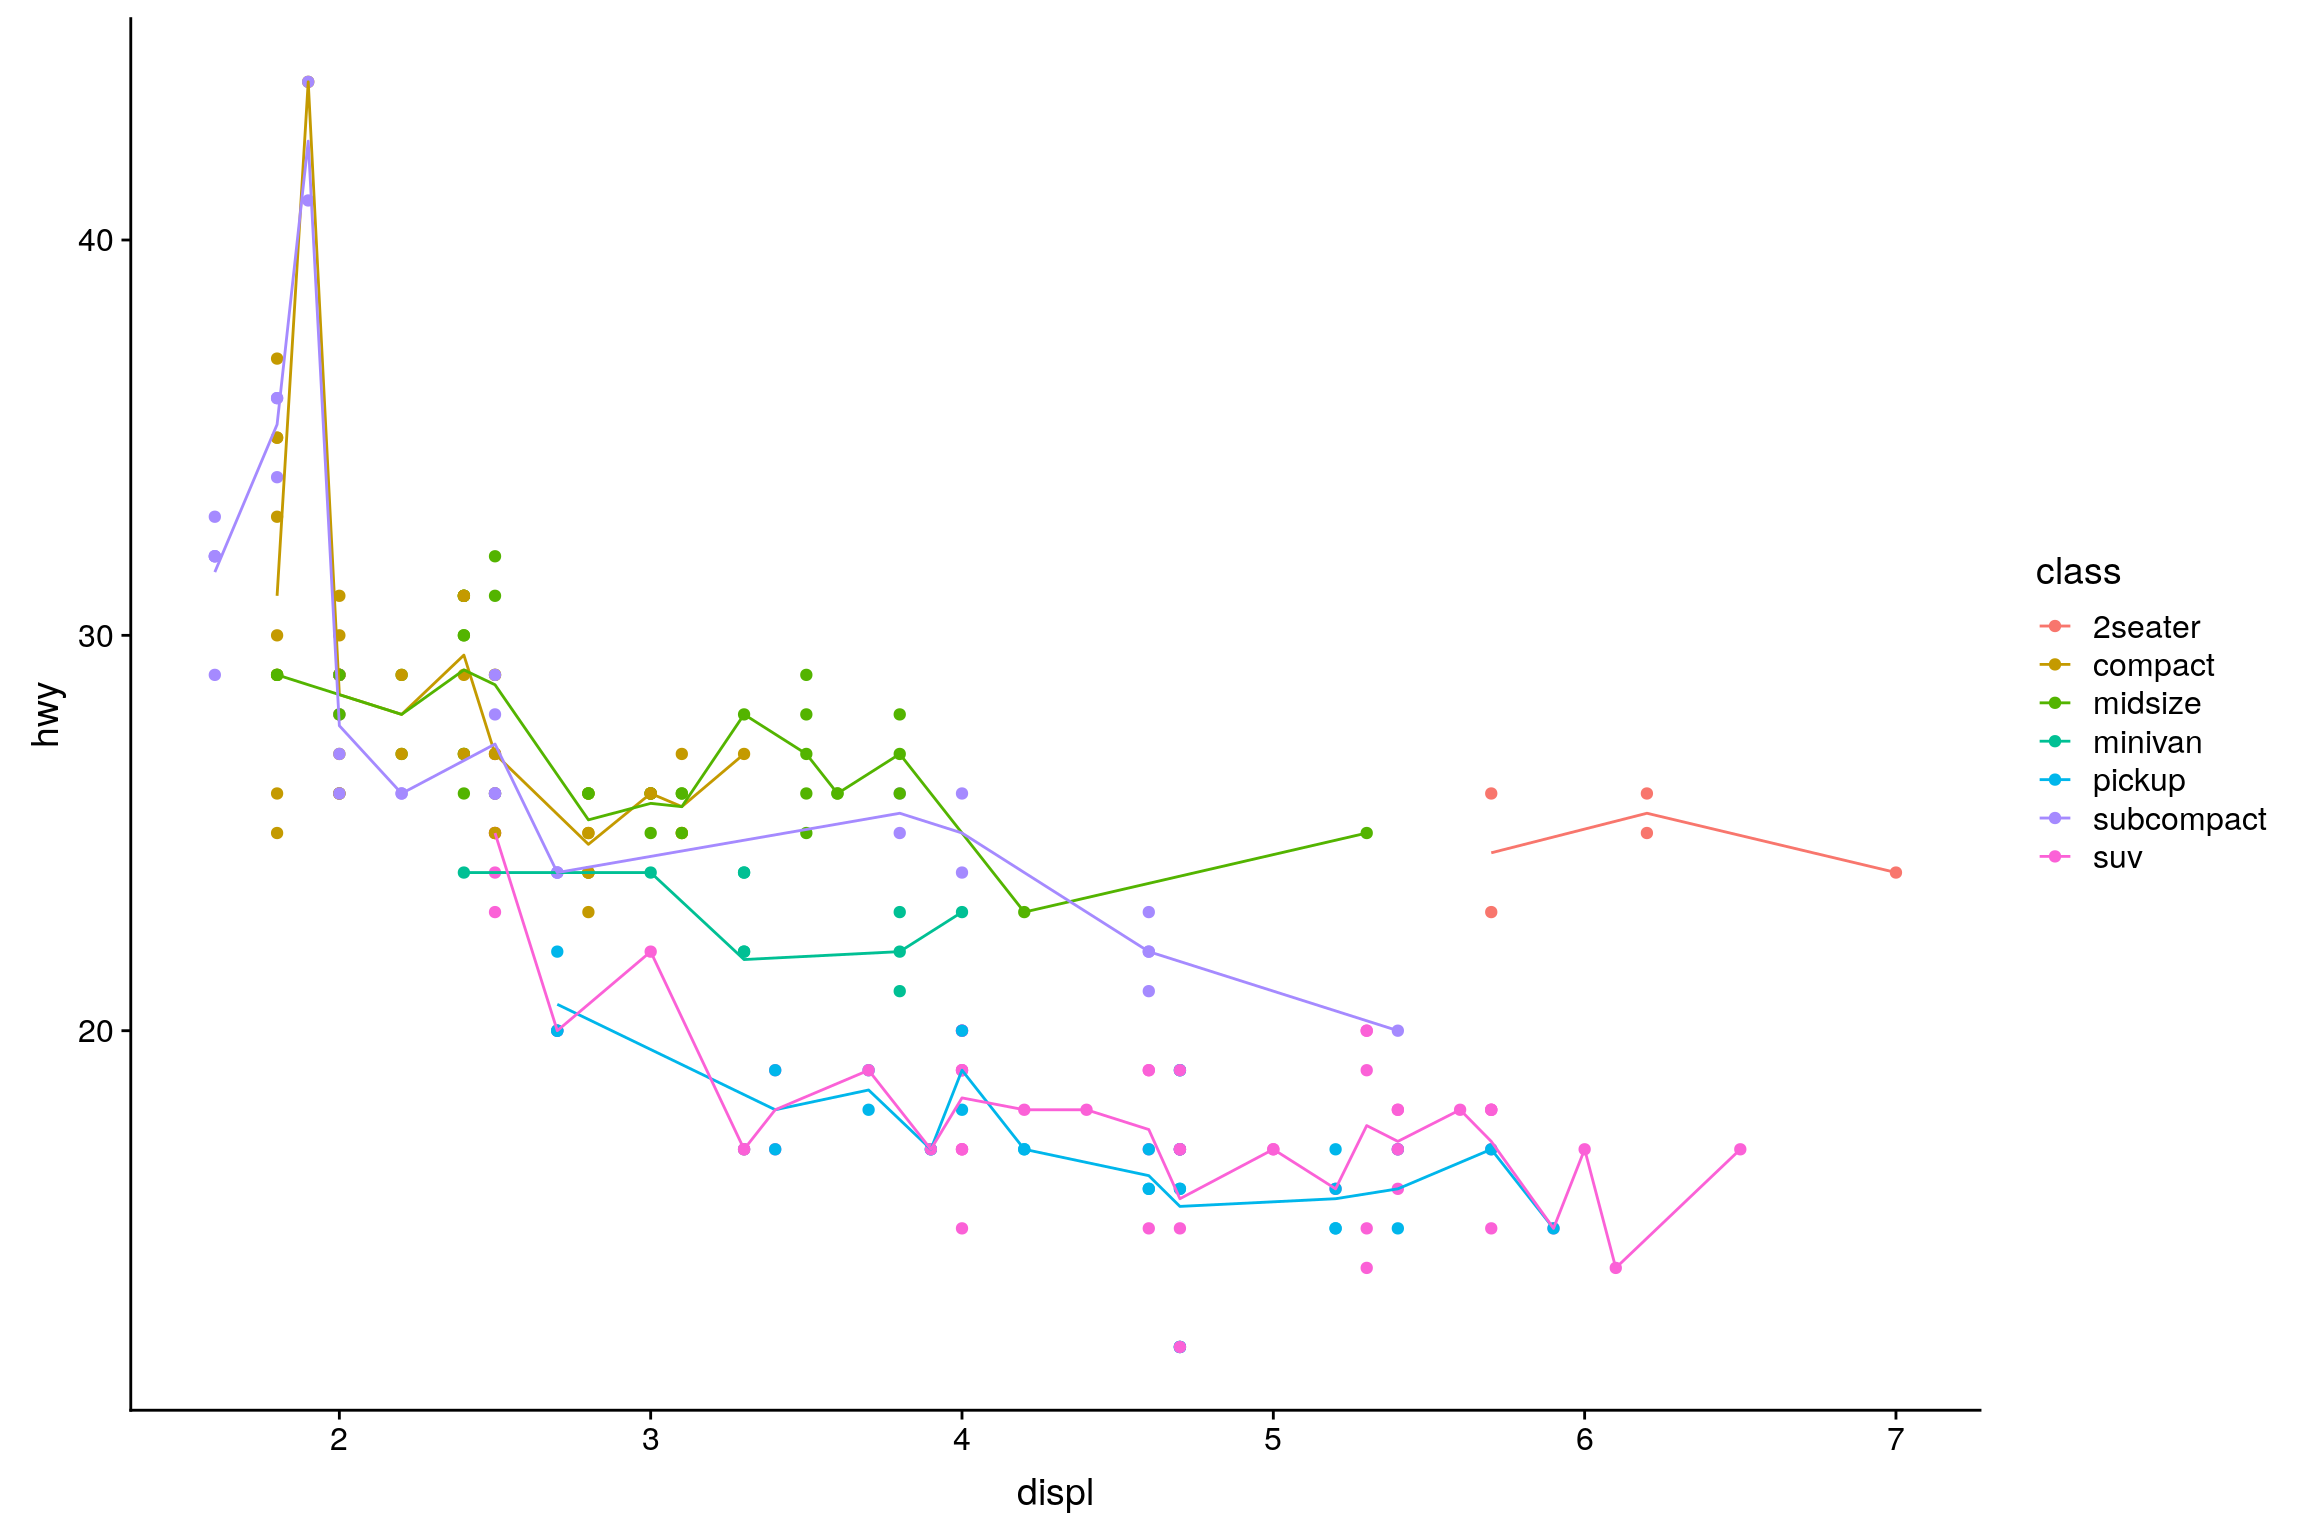 40
30
20
hwy
2 3 4 5 6 7
displ
class
2seater
compact
midsize
minivan
pickup
subcompact
suv